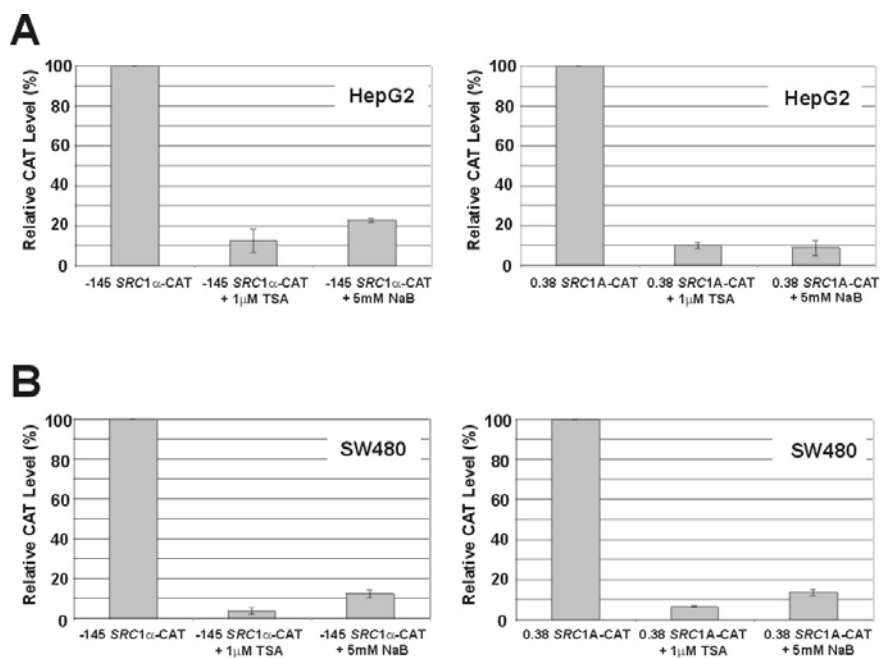 A
Relative CAT Level (%)
100
80
60
40
20
0
HepG2
-145 SRC1α-CAT
-145 SRC1α-CAT
+ 1μM TSA
-145 SRC1α-CAT
+ 5mM NaB
Relative CAT Level (%)
100
80
60
40
20
0
HepG2
0.38 SRC1A-CAT
0.38 SRC1A-CAT
+ 1μM TSA
0.38 SRC1A-CAT
+ 5mM NaB
B
Relative CAT Level (%)
100
80
60
40
20
0
SW480
-145 SRC1α-CAT
-145 SRC1α-CAT
+ 1μM TSA
-145 SRC1α-CAT
+ 5mM NaB
Relative CAT Level (%)
100
80
60
40
20
0
SW480
0.38 SRC1A-CAT
0.38 SRC1A-CAT
+ 1μM TSA
0.38 SRC1A-CAT
+ 5mM NaB